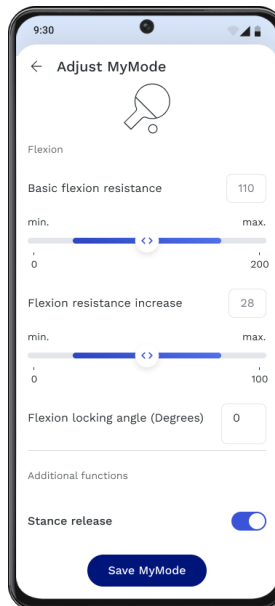 9:30
Adjust MyMode
Flexion
Basic flexion resistance 110
min. max.
0 200
Flexion resistance increase 28
min. max.
0 100
Flexion locking angle (Degrees) 0
Additional functions
Stance release
Save MyMode